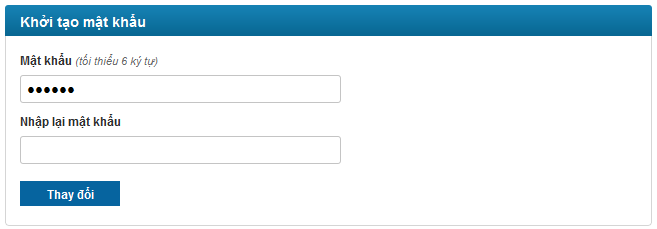 Khởi tạo mật khẩu
Mật khẩu (tối thiểu 6 ký tự)
••••••
Nhập lại mật khẩu
Thay đổi